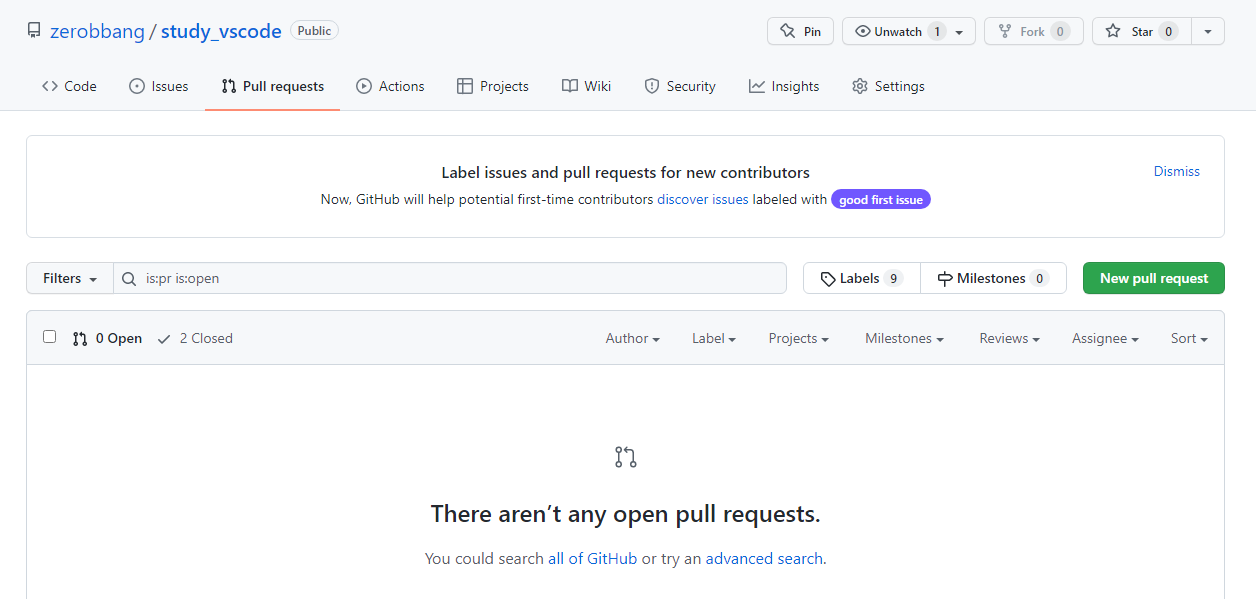 zerobbang / study_vscode Public Pin Unwatch 1 Fork 0 Star 0
Code Issues Pull requests Actions Projects Wiki Security Insights Settings
Label issues and pull requests for new contributors Dismiss
Now, GitHub will help potential first-time contributors discover issues labeled with good first issue
Filters is:pr is:open Labels 9 Milestones 0 New pull request
0 Open 2 Closed Author Label Projects Milestones Reviews Assignee Sort
There aren’t any open pull requests.
You could search all of GitHub or try an advanced search.